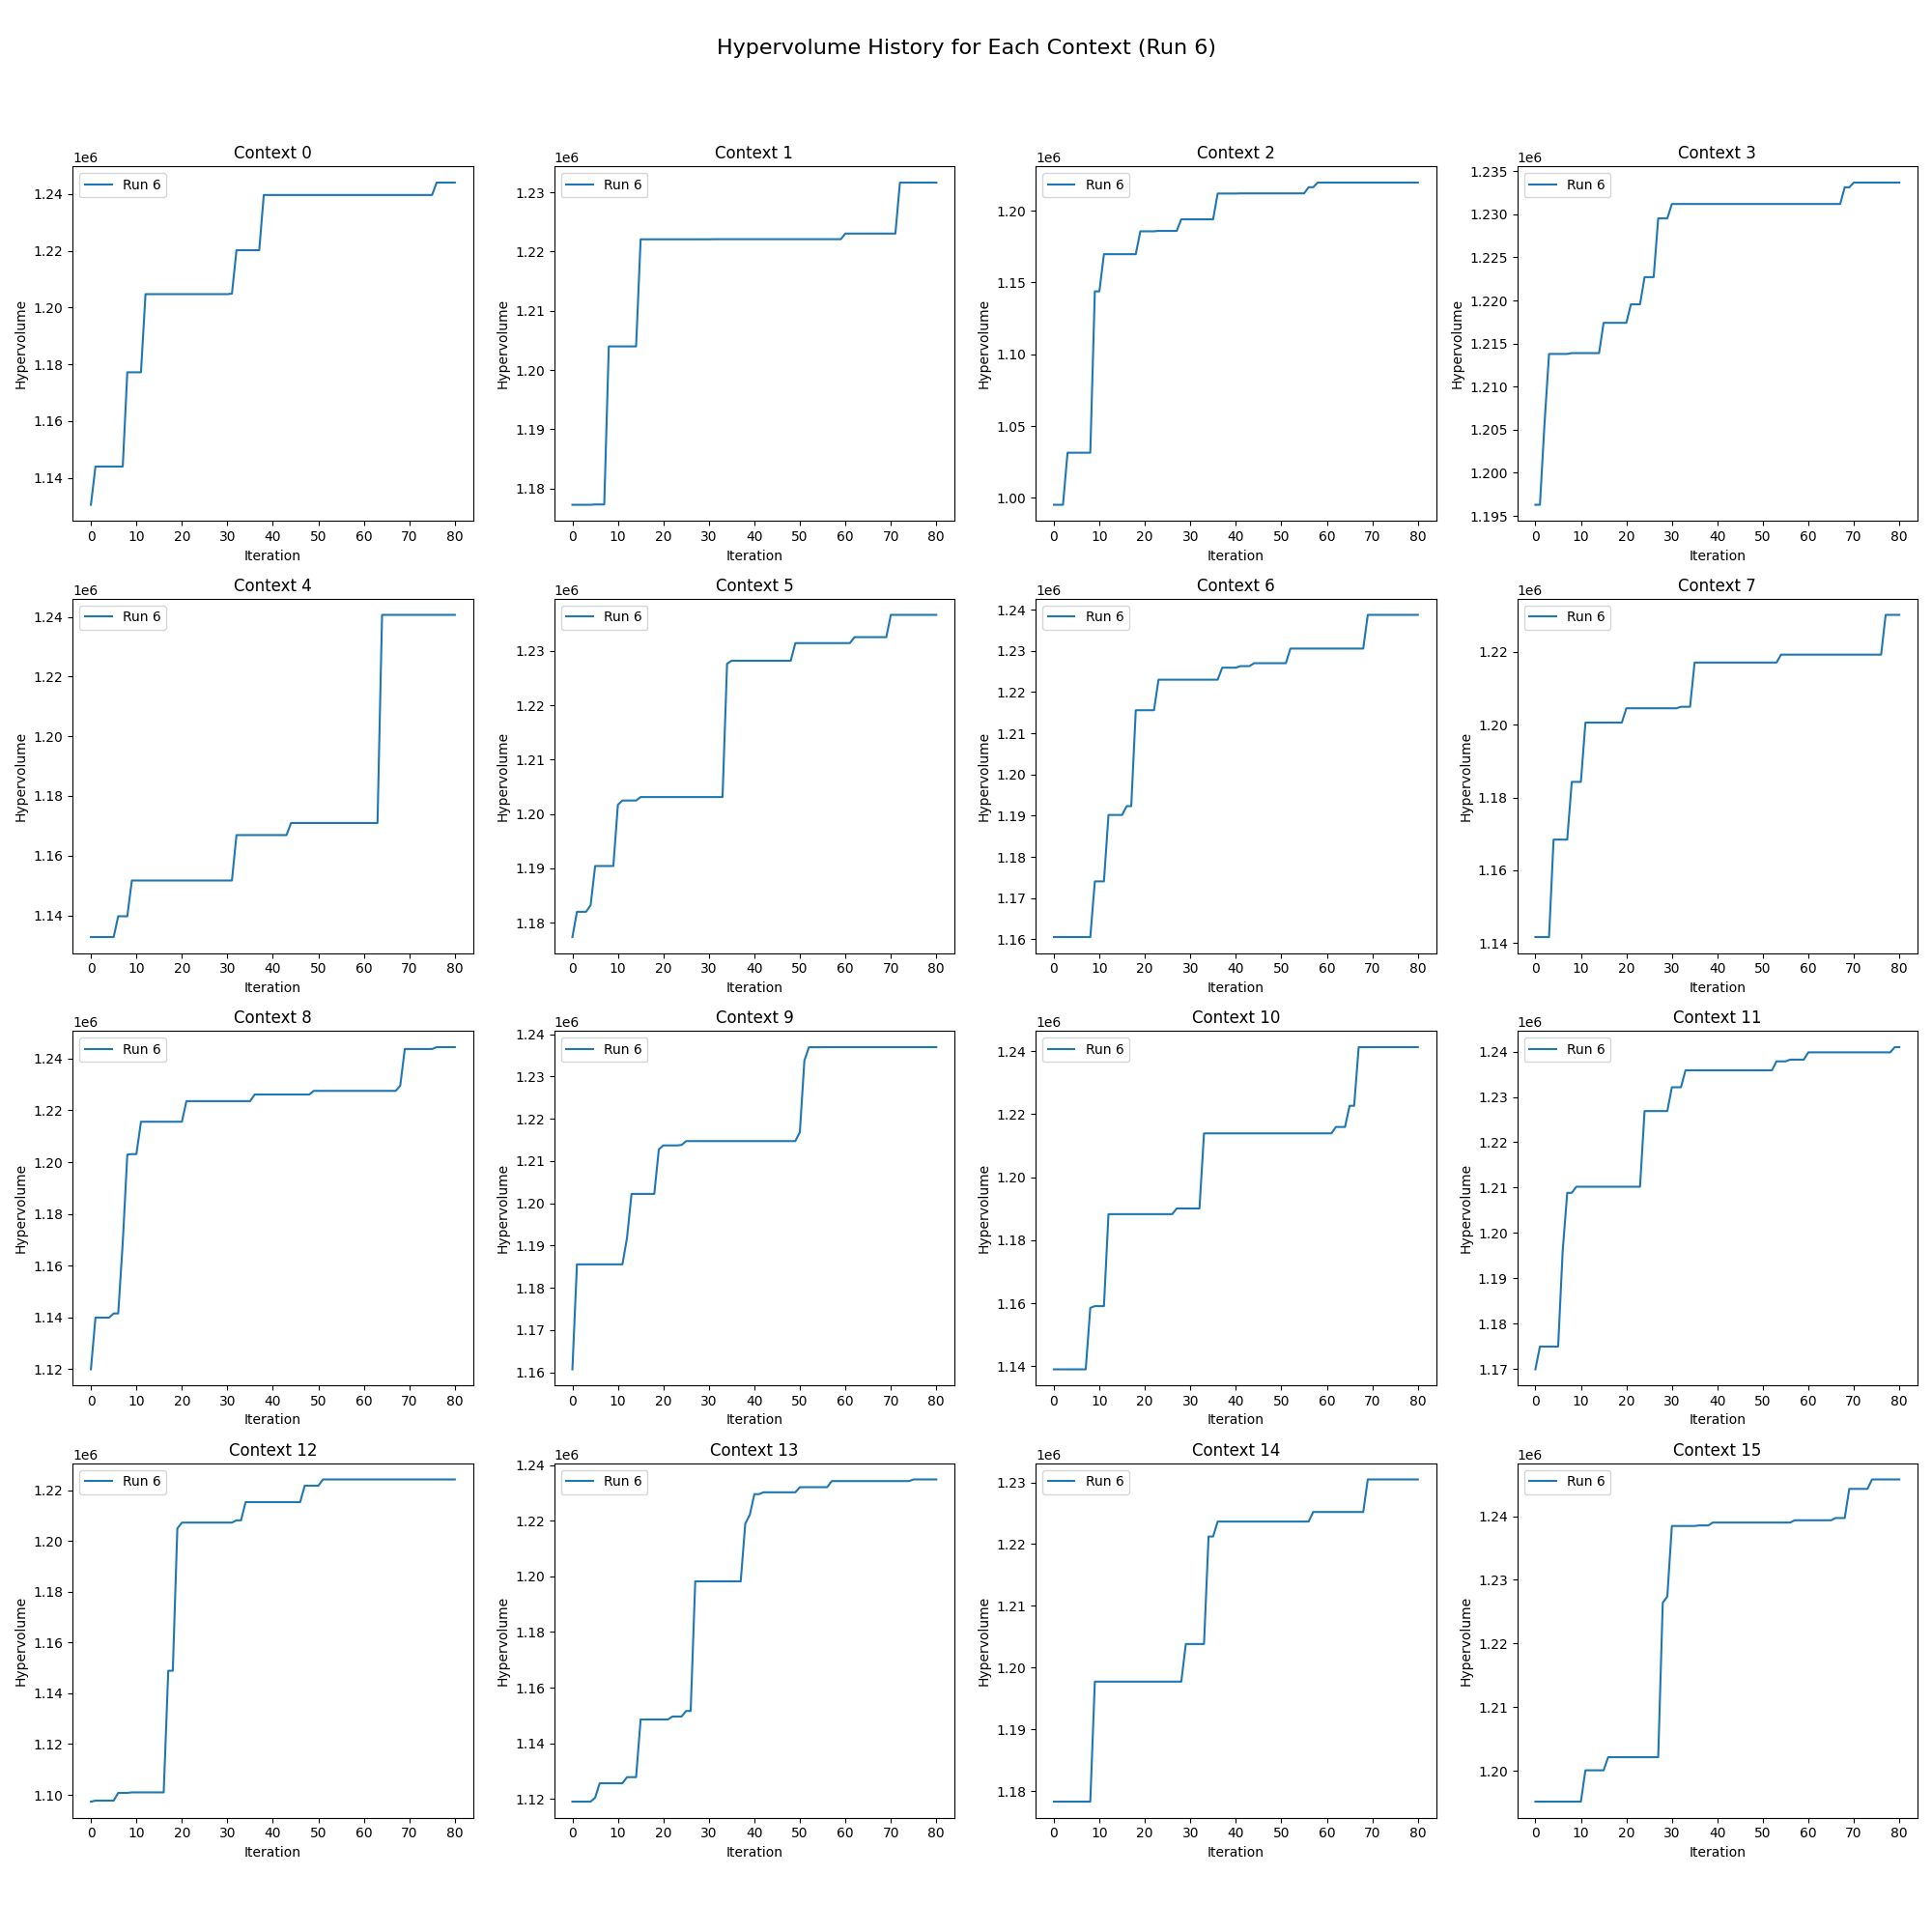 Hypervolume History for Each Context (Run 6)
Context 0
1e6
Run 6
1.24
1.22
1.20
1.18
1.16
1.14
Hypervolume
0 10 20 30 40 50 60 70 80
Iteration
Context 1
1e6
Run 6
1.23
1.22
1.21
1.20
1.19
1.18
Hypervolume
0 10 20 30 40 50 60 70 80
Iteration
Context 2
1e6
Run 6
1.20
1.15
1.10
1.05
1.00
Hypervolume
0 10 20 30 40 50 60 70 80
Iteration
Context 3
1e6
Run 6
1.235
1.230
1.225
1.220
1.215
1.210
1.205
1.200
1.195
Hypervolume
0 10 20 30 40 50 60 70 80
Iteration
Context 4
1e6
Run 6
1.24
1.22
1.20
1.18
1.16
1.14
Hypervolume
0 10 20 30 40 50 60 70 80
Iteration
Context 5
1e6
Run 6
1.23
1.22
1.21
1.20
1.19
1.18
Hypervolume
0 10 20 30 40 50 60 70 80
Iteration
Context 6
1e6
Run 6
1.24
1.23
1.22
1.21
1.20
1.19
1.18
1.17
1.16
Hypervolume
0 10 20 30 40 50 60 70 80
Iteration
Context 7
1e6
Run 6
1.22
1.20
1.18
1.16
1.14
Hypervolume
0 10 20 30 40 50 60 70 80
Iteration
Context 8
1e6
Run 6
1.24
1.22
1.20
1.18
1.16
1.14
1.12
Hypervolume
0 10 20 30 40 50 60 70 80
Iteration
Context 9
1e6
Run 6
1.24
1.23
1.22
1.21
1.20
1.19
1.18
1.17
1.16
Hypervolume
0 10 20 30 40 50 60 70 80
Iteration
Context 10
1e6
Run 6
1.24
1.22
1.20
1.18
1.16
1.14
Hypervolume
0 10 20 30 40 50 60 70 80
Iteration
Context 11
1e6
Run 6
1.24
1.23
1.22
1.21
1.20
1.19
1.18
1.17
Hypervolume
0 10 20 30 40 50 60 70 80
Iteration
Context 12
1e6
Run 6
1.22
1.20
1.18
1.16
1.14
1.12
1.10
Hypervolume
0 10 20 30 40 50 60 70 80
Iteration
Context 13
1e6
Run 6
1.24
1.22
1.20
1.18
1.16
1.14
1.12
Hypervolume
0 10 20 30 40 50 60 70 80
Iteration
Context 14
1e6
Run 6
1.23
1.22
1.21
1.20
1.19
1.18
Hypervolume
0 10 20 30 40 50 60 70 80
Iteration
Context 15
1e6
Run 6
1.24
1.23
1.22
1.21
1.20
Hypervolume
0 10 20 30 40 50 60 70 80
Iteration